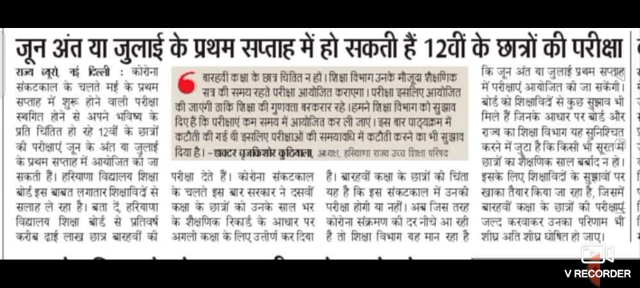 जून अंत या जुलाई के प्रथम सप्ताह में हो सकती हैं 12वीं के छात्रों की परीक्षा
राज्य ब्यूरो, नई दिल्ली : कोरोना
संकटकाल के चलते मई के प्रथम
सप्ताह में शुरू होने वाली परीक्षा
स्थगित होने से अपने भविष्य के
प्रति चिंतित हो रहे 12वीं के छात्रों
की परीक्षाएं जून के अंत या जुलाई
के प्रथम सप्ताह में आयोजित की जा
सकती हैं। हरियाणा विद्यालय शिक्षा
बोर्ड इस बाबत लगातार शिक्षाविदों से
सलाह ले रहा है। बता दें, हरियाणा
विद्यालय शिक्षा बोर्ड से प्रतिवर्ष
करीब ढाई लाख छात्र बारहवीं की
बारहवीं कक्षा के छात्र चिंतित न हों। शिक्षा विभाग उनके मौजूदा शैक्षणिक
सत्र की समय रहते परीक्षा आयोजित कराएगा। परीक्षा इसलिए आयोजित
की जाएगी ताकि शिक्षा की गुणवत्ता बरकरार रहे। हमने शिक्षा विभाग को सुझाव
दिए हैं कि परीक्षाएं कम समय में आयोजित कर ली जाएं। इस बार पाठ्यक्रम में
कटौती की गई थी इसलिए परीक्षाओं की समयावधि में कटौती करने का भी सुझाव
दिया है। - डाक्टर बृजकिशोर कुठियाला, अध्यक्ष, हरियाणा राज्य उच्च शिक्षा परिषद
परीक्षा देते हैं। कोरोना संकटकाल
के चलते इस बार सरकार ने दसवीं
कक्षा के छात्रों को उनके साल भर
के शैक्षणिक रिकार्ड के आधार पर
अगली कक्षा के लिए उत्तीर्ण कर दिया
है। बारहवीं कक्षा के छात्रों की चिंता
यह है कि इस संकटकाल में उनकी
परीक्षा होगी या नहीं। अब जिस तरह
कोरोना संक्रमण की दर नीचे आ रही
है तो शिक्षा विभाग यह मान रहा है
कि जून अंत या जुलाई प्रथम सप्ताह
में परीक्षाएं आयोजित की जा सकेंगी।
बोर्ड को शिक्षाविदों से कुछ सुझाव भी
मिले हैं जिनके आधार पर बोर्ड और
राज्य का शिक्षा विभाग यह सुनिश्चित
करने में जुटा है कि किसी भी सूरत में
छात्रों का शैक्षणिक साल बर्बाद न हो।
इसके लिए शिक्षाविदों के सुझावों पर
खाका तैयार किया जा रहा है, जिसमें
बारहवीं कक्षा के छात्रों की परीक्षाएं
जल्द करवाकर उनका परिणाम भी
शीघ्र अति शीघ्र घोषित हो जाए।
V RECORDER